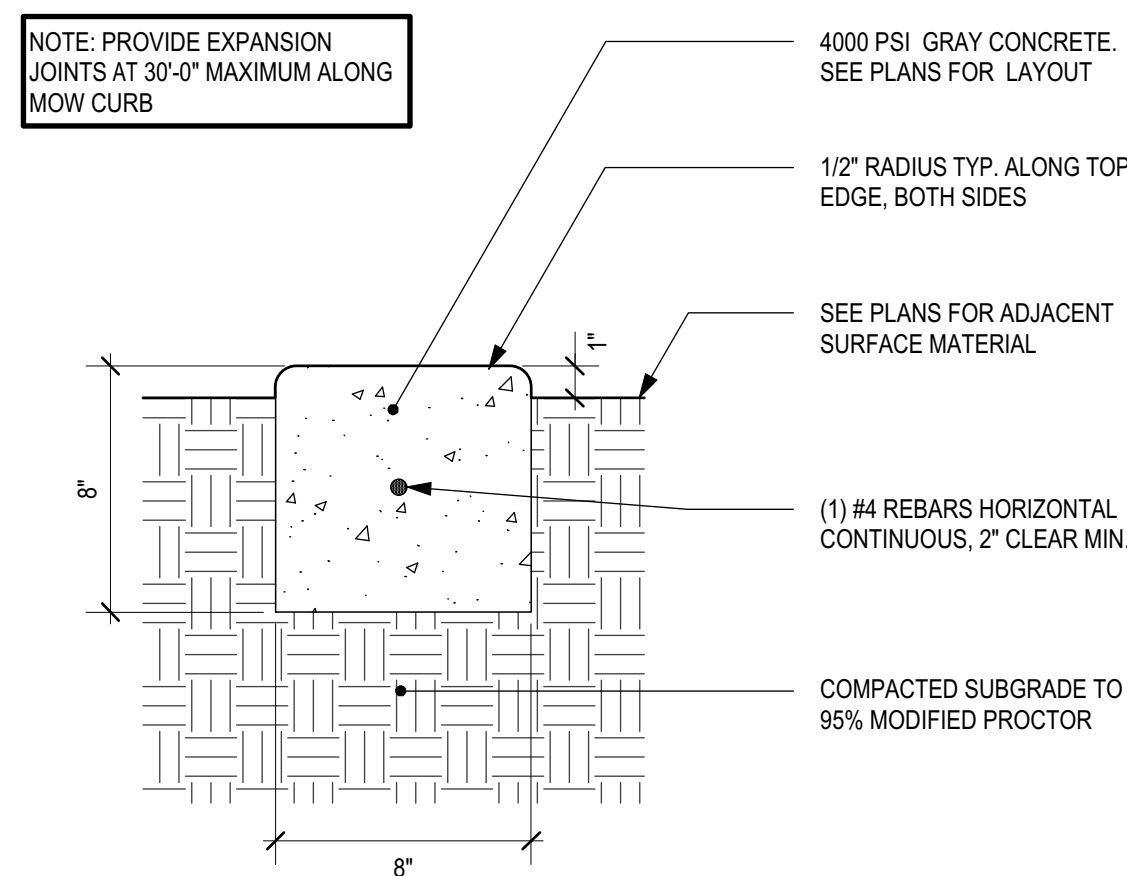 NOTE: PROVIDE EXPANSION
JOINTS AT 30'-0" MAXIMUM ALONG
MOW CURB
4000 PSI GRAY CONCRETE.
SEE PLANS FOR LAYOUT
1/2" RADIUS TYP. ALONG TOP
EDGE, BOTH SIDES
SEE PLANS FOR ADJACENT
SURFACE MATERIAL
1"
8"
(1) #4 REBARS HORIZONTAL
CONTINUOUS, 2" CLEAR MIN.
COMPACTED SUBGRADE TO
95% MODIFIED PROCTOR
8"